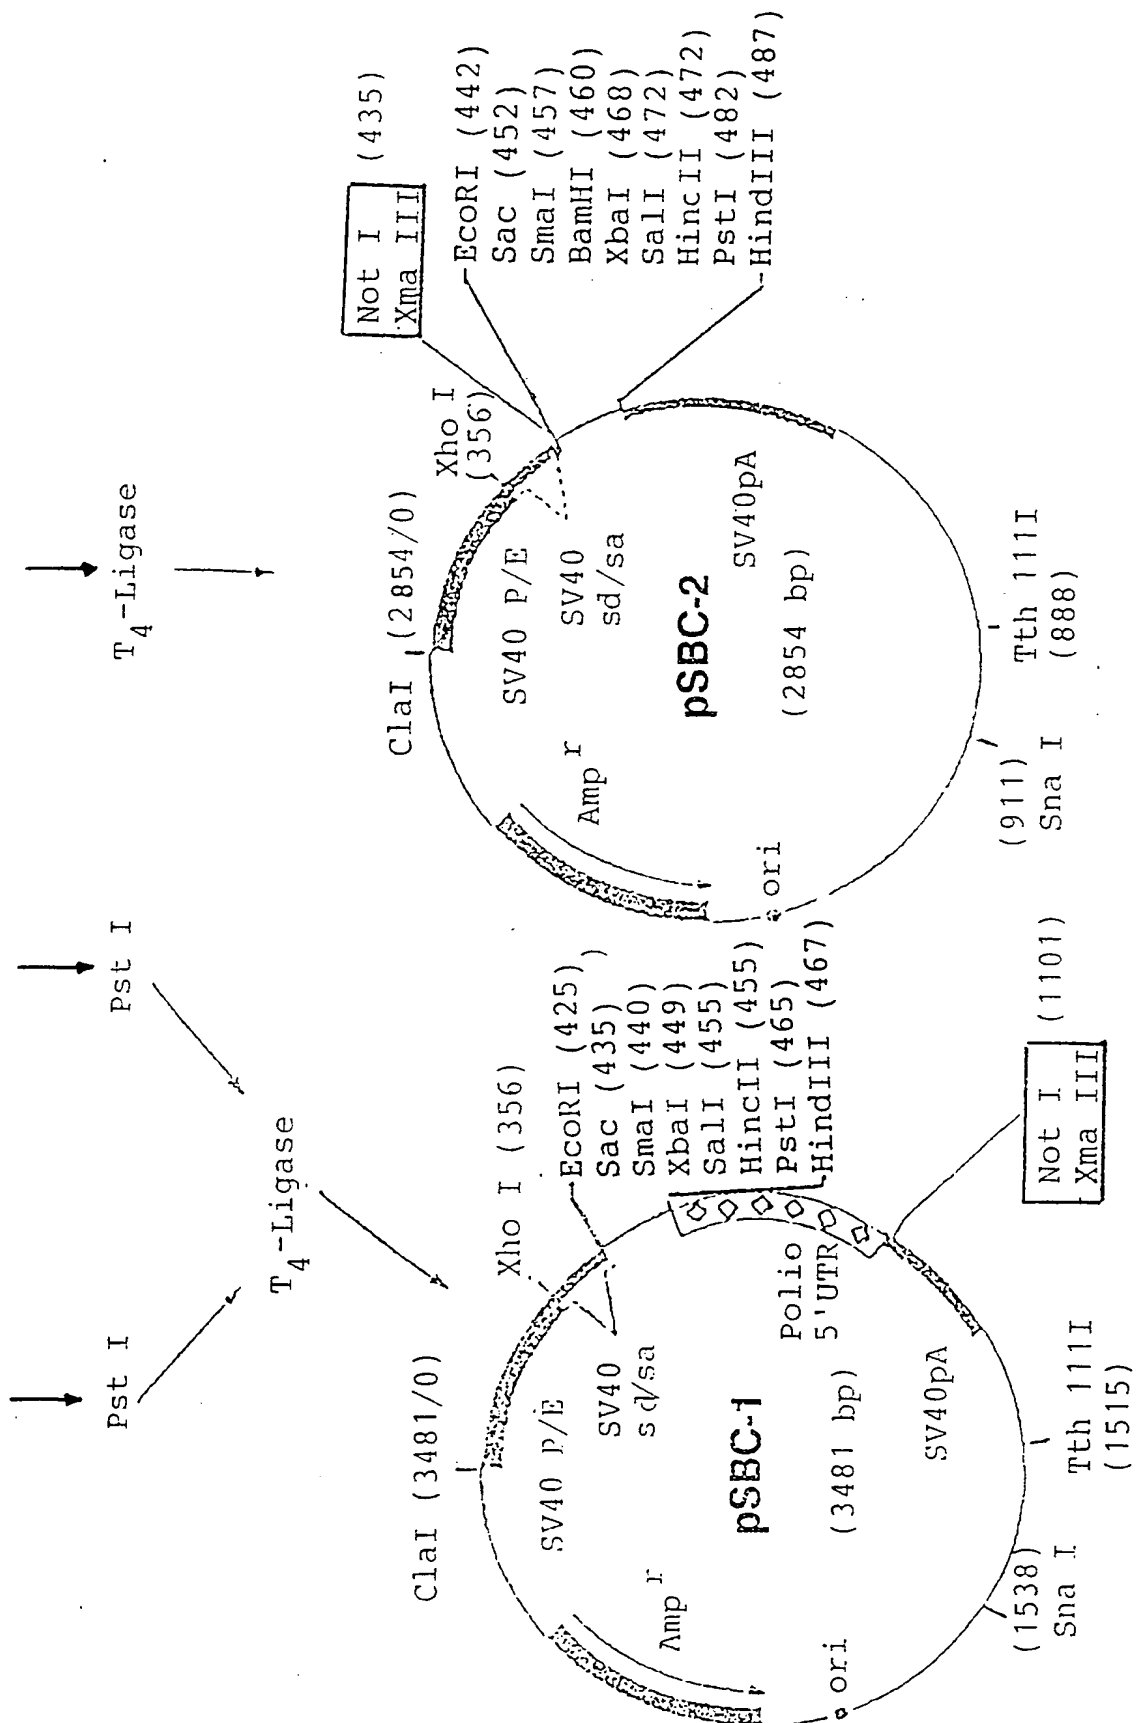 Pst I
Pst I
T4-Ligase
T4-Ligase
ClaI (3481/0)
Xho I (356)
EcoRI (425)
Sac (435)
SmaI (440)
XbaI (449)
SalI (455)
HincII (455)
PstI (465)
HindIII (467)
SV40 P/E
SV40
sd/sa
Amp r
pSBC-1
(3481 bp)
Polio
5'UTR
SV40pA
ori
(1538)
Sna I
Tth 111I
(1515)
Not I
Xma III
(1101)
ClaI (2854/0)
Xho I
(356)
Not I
Xma III
(435)
EcoRI (442)
Sac (452)
SmaI (457)
BamHI (460)
XbaI (468)
SalI (472)
HincII (472)
PstI (482)
HindIII (487)
SV40 P/E
SV40
sd/sa
Amp r
pSBC-2
(2854 bp)
SV40pA
ori
(911)
Sna I
Tth 111I
(888)